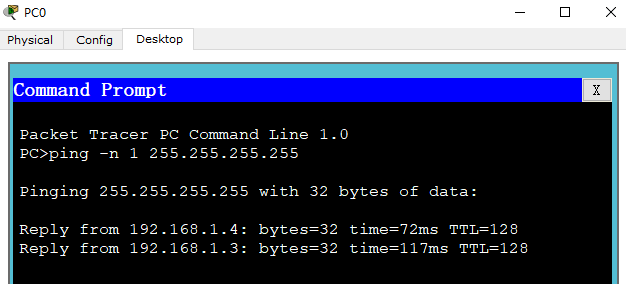 PC0
Physical Config Desktop
Command Prompt X
Packet Tracer PC Command Line 1.0
PC>ping -n 1 255.255.255.255
Pinging 255.255.255.255 with 32 bytes of data:
Reply from 192.168.1.4: bytes=32 time=72ms TTL=128
Reply from 192.168.1.3: bytes=32 time=117ms TTL=128